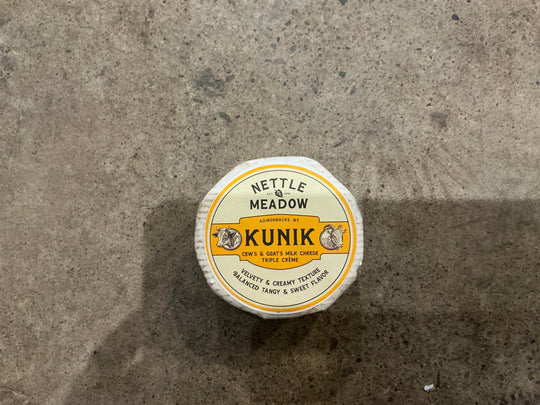 NETTLE
MEADOW
ADIRONDACKS, NY
KUNIK
COW'S & GOAT'S MILK CHEESE
TRIPLE CRÈME
VELVETY & CREAMY TEXTURE
BALANCED TANGY & SWEET FLAVOR